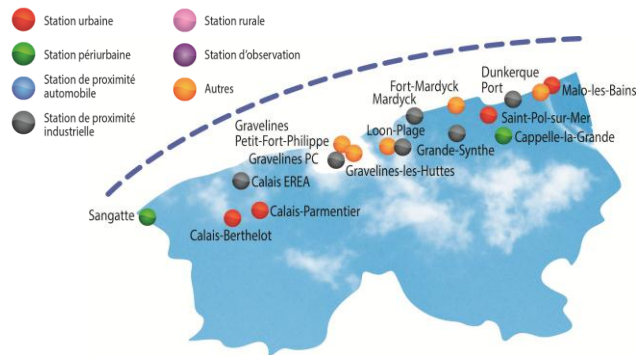 Station urbaine
Station périurbaine
Station de proximité
automobile
Station de proximité
industrielle
Station rurale
Station d'observation
Autres
Dunkerque
Port
Malo-les-Bains
Fort-Mardyck
Mardyck
Saint-Pol-sur-Mer
Gravelines
Petit-Fort-Philippe
Loon-Plage
Cappelle-la-Grande
Grande-Synthe
Gravelines PC
Gravelines-les-Huttes
Calais EREA
Sangatte
Calais-Parmentier
Calais-Berthelot